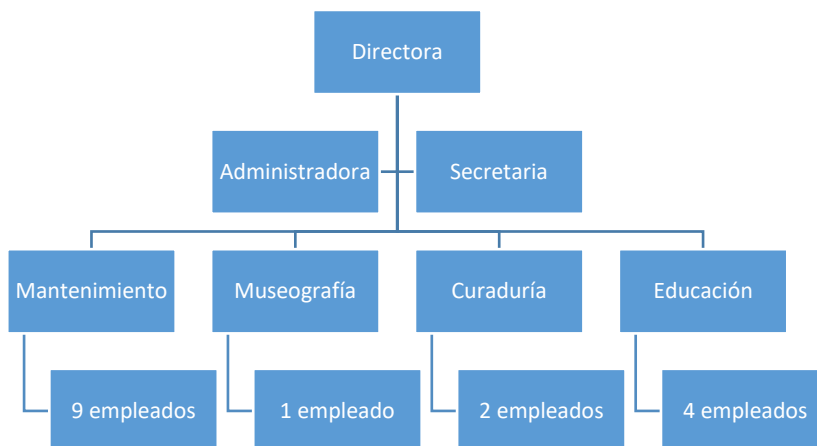 Directora
Administradora
Secretaria
Mantenimiento
Museografía
Curaduría
Educación
9 empleados
1 empleado
2 empleados
4 empleados